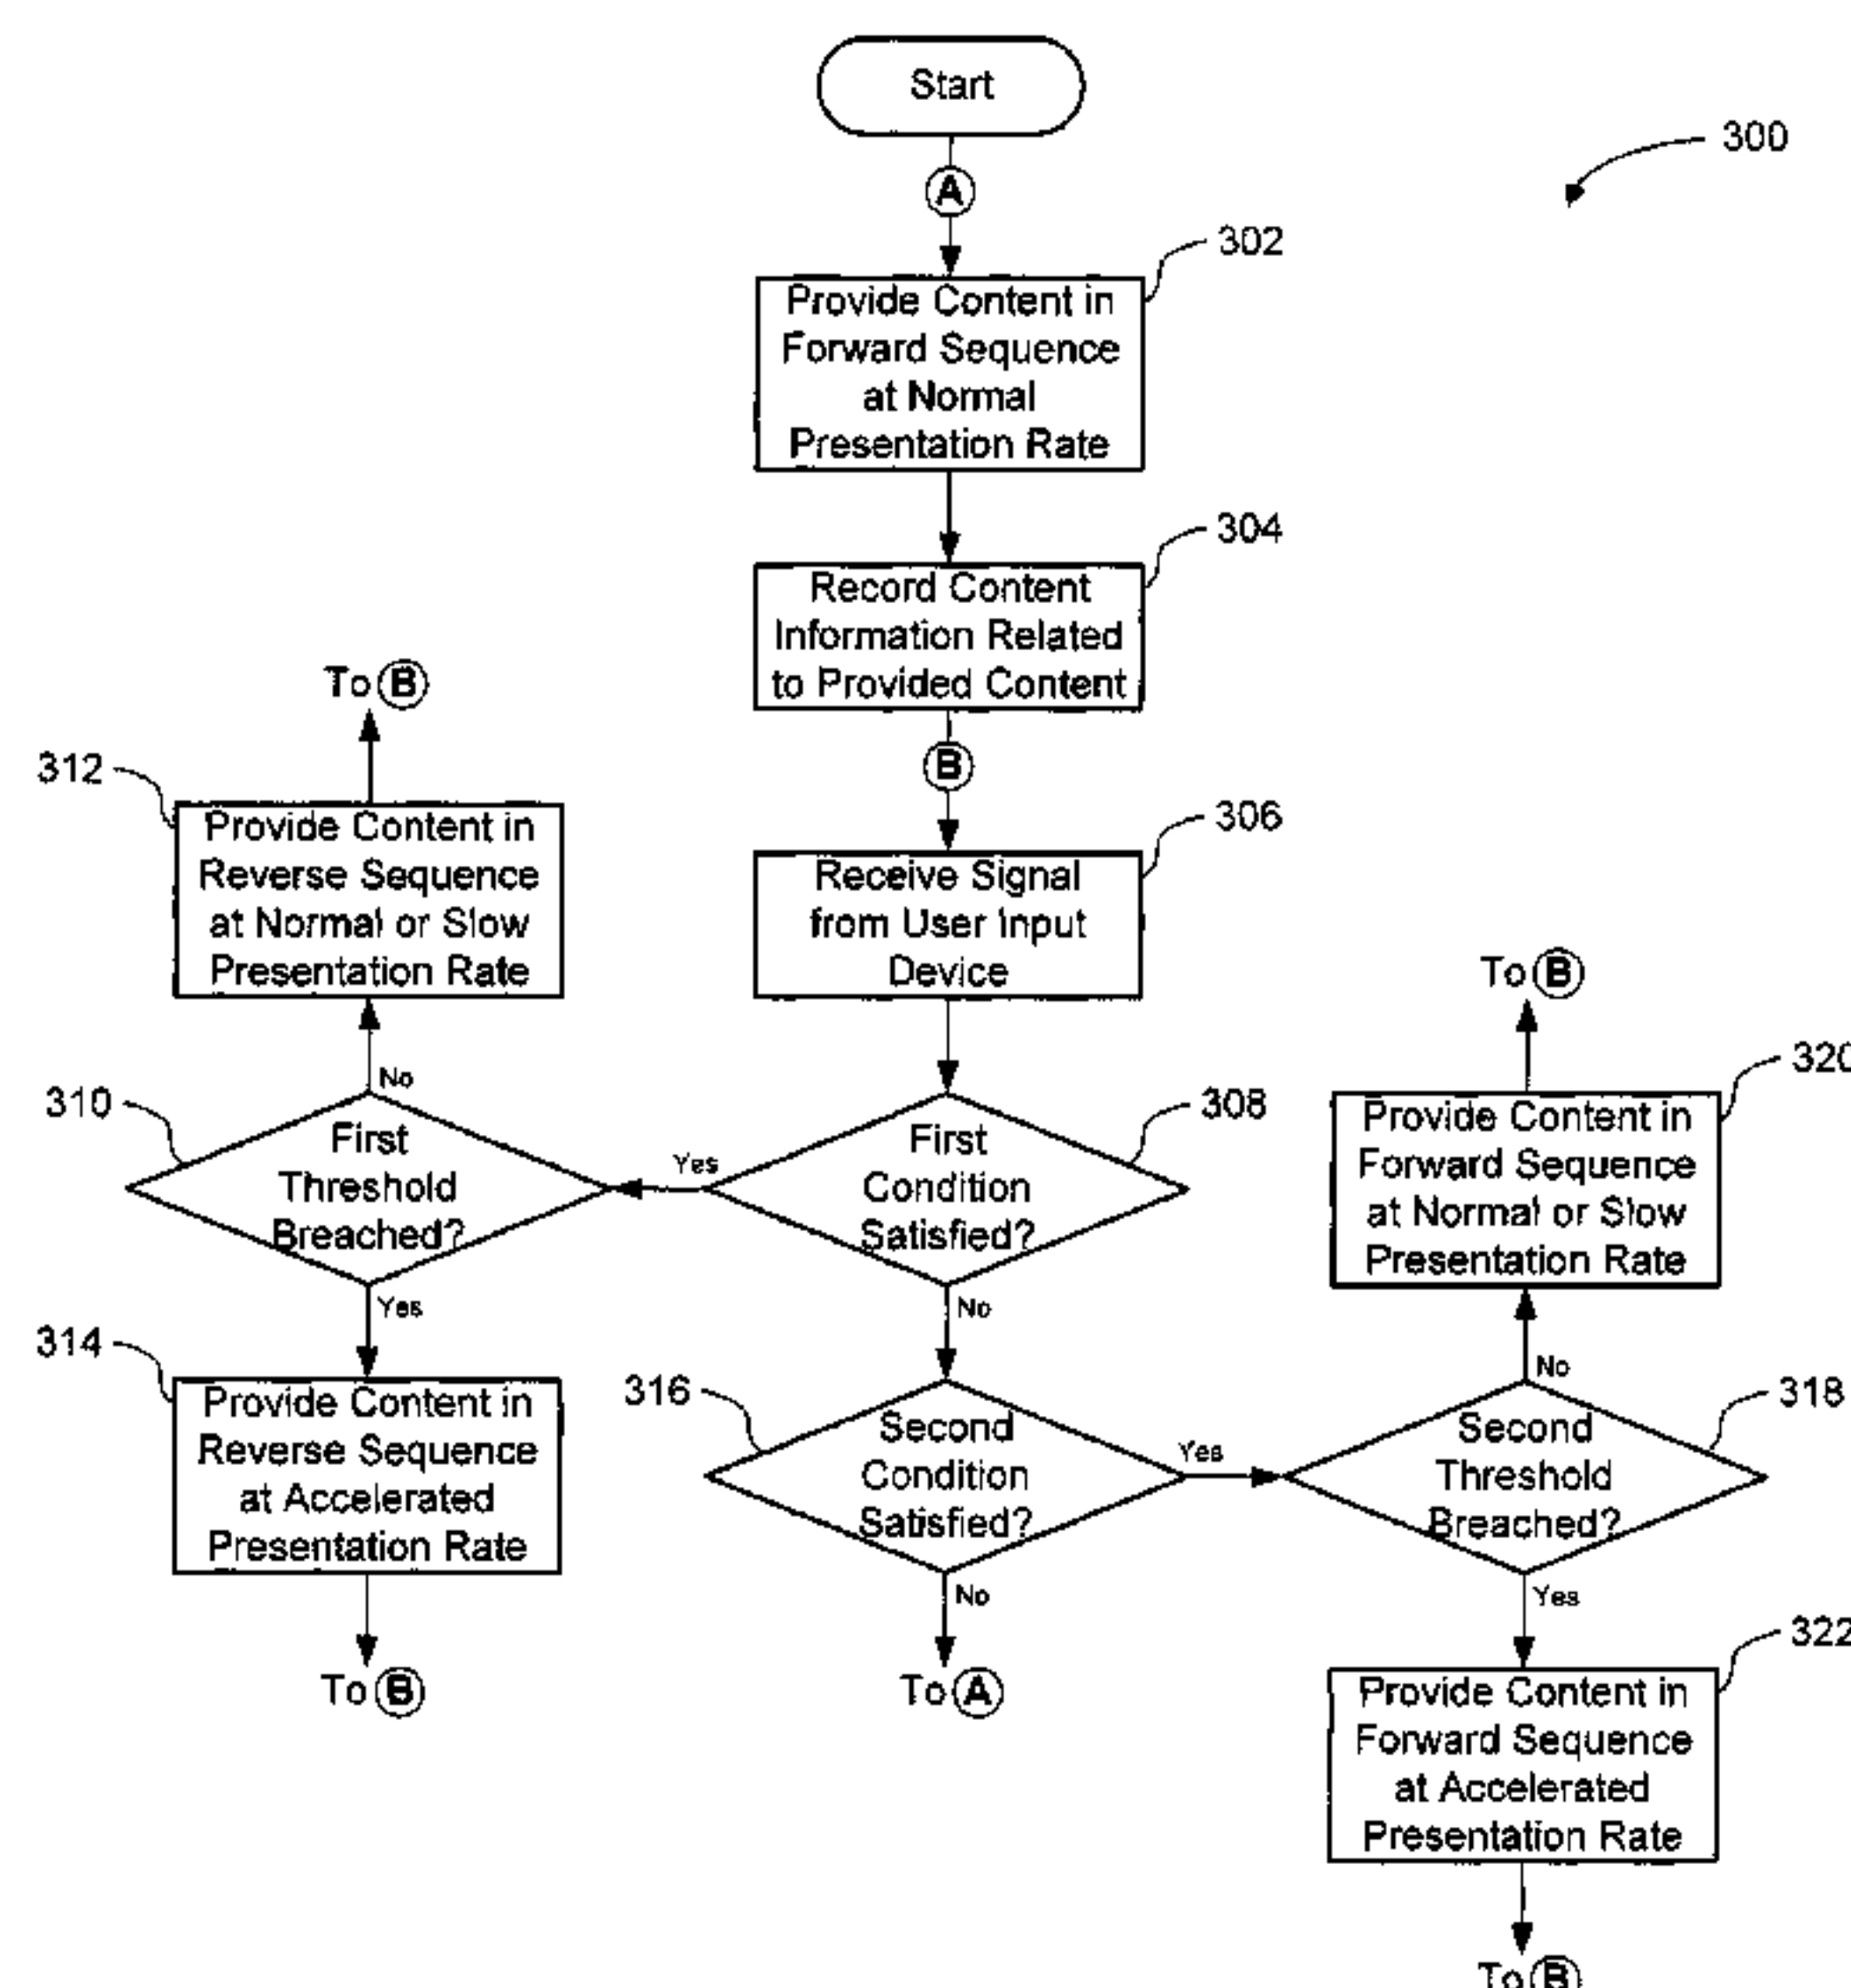 Start
300
A
302
Provide Content in
Forward Sequence
at Normal
Presentation Rate
304
Record Content
Information Related
to Provided Content
To B
B
312
Provide Content in
Reverse Sequence
at Normal or Slow
Presentation Rate
306
Receive Signal
from User Input
Device
To B
No
310
First
Threshold
Breached?
Yes
308
First
Condition
Satisfied?
320
Provide Content in
Forward Sequence
at Normal or Slow
Presentation Rate
Yes
No
No
314
Provide Content in
Reverse Sequence
at Accelerated
Presentation Rate
316
Second
Condition
Satisfied?
Yes
318
Second
Threshold
Breached?
No
Yes
To B
To A
322
Provide Content in
Forward Sequence
at Accelerated
Presentation Rate
To B